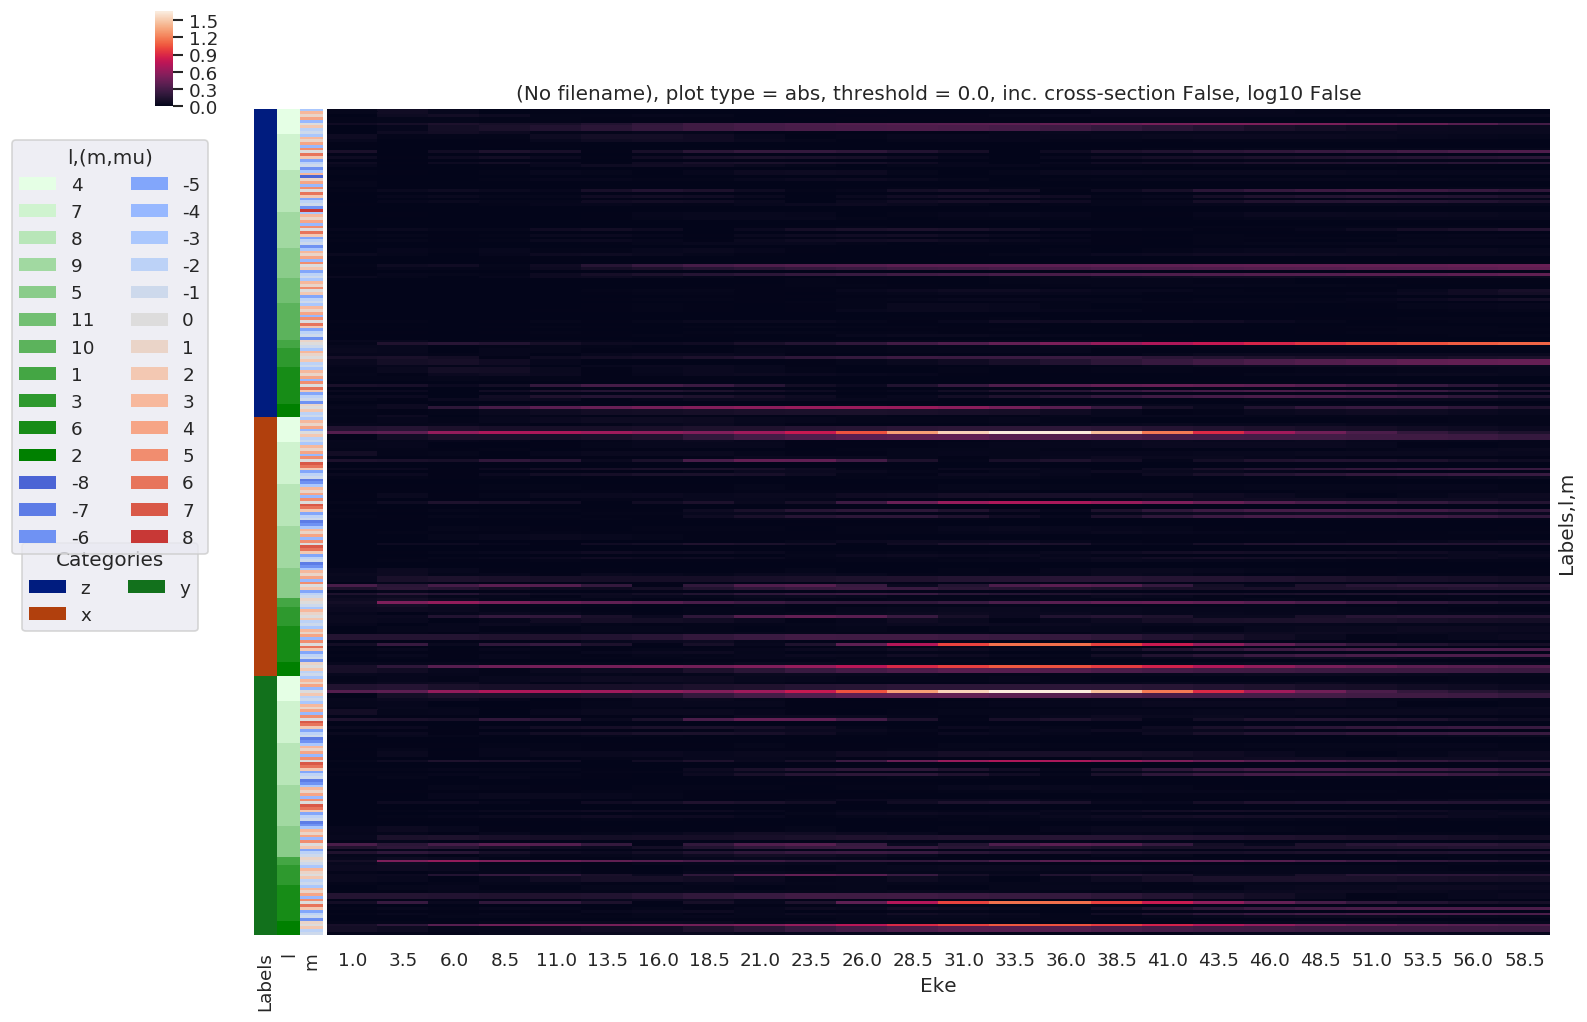 1.5
1.2
0.9
0.6
0.3
0.0
(No filename), plot type = abs, threshold = 0.0, inc. cross-section False, log10 False
l,(m,mu)
4 -5
7 -4
8 -3
9 -2
5 -1
11 0
10 1
1 2
3 3
6 4
2 5
-8 6
-7 7
-6 8
Categories
z y
x
Labels,l,m
Labels l m
1.0 3.5 6.0 8.5 11.0 13.5 16.0 18.5 21.0 23.5 26.0 28.5 31.0 33.5 36.0 38.5 41.0 43.5 46.0 48.5 51.0 53.5 56.0 58.5
Eke